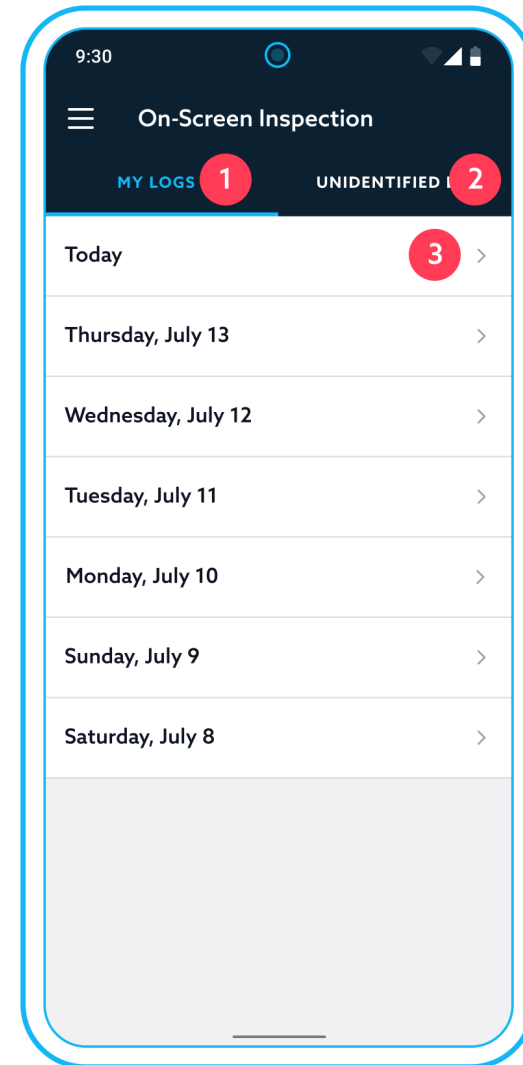 9:30
On-Screen Inspection
MY LOGS 1 UNIDENTIFIED 2
Today 3
Thursday, July 13
Wednesday, July 12
Tuesday, July 11
Monday, July 10
Sunday, July 9
Saturday, July 8